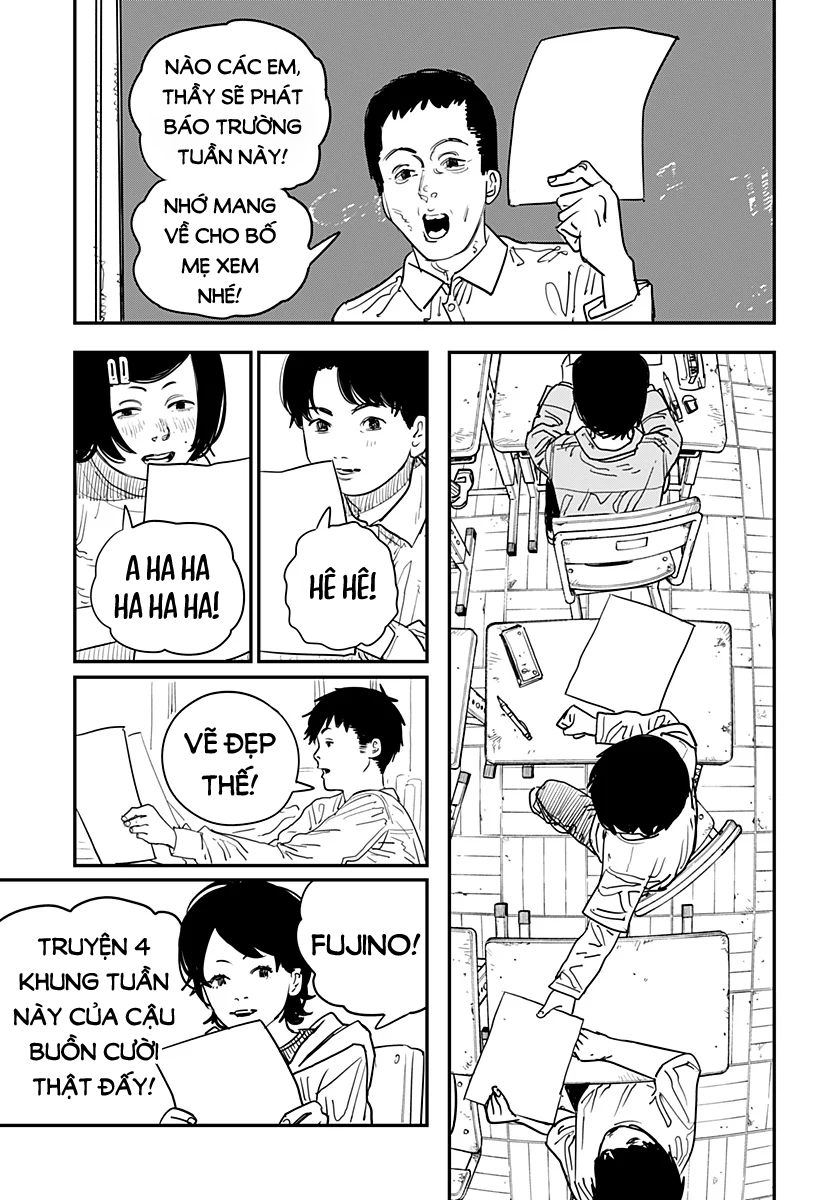 NÀO CÁC EM,
THẦY SẼ PHÁT
BÁO TRƯỜNG
TUẦN NÀY!
NHỚ MANG
VỀ CHO BỐ
MẸ XEM
NHÉ!
HÊ HÊ!
A HA HA
HA HA HA!
VẼ ĐẸP
THẾ!
FUJINO!
TRUYỆN 4
KHUNG TUẦN
NÀY CỦA CẬU
BUỒN CƯỜI
THẬT ĐẤY!